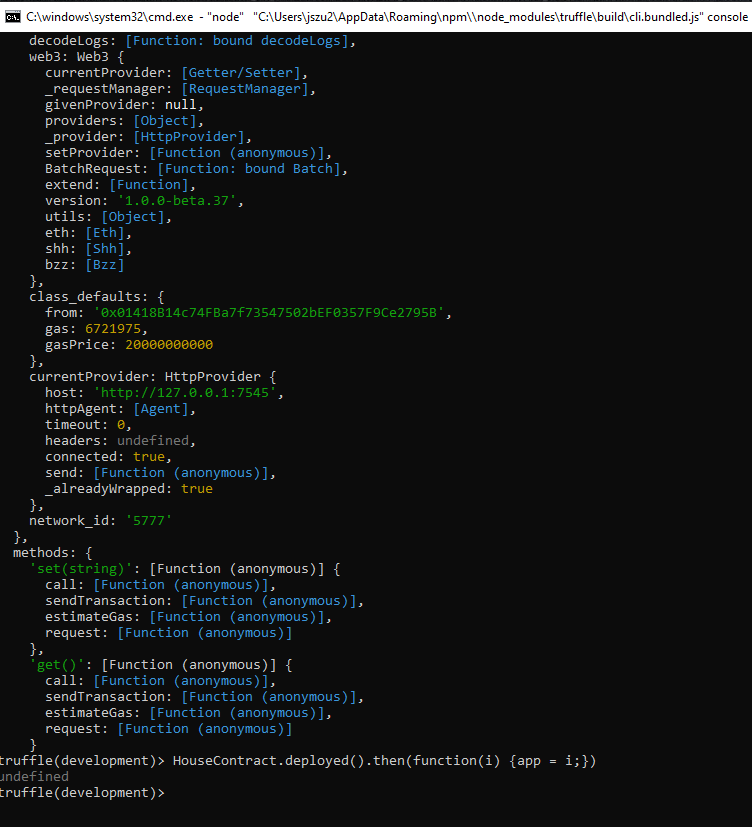 C:\windows\system32\cmd.exe - "node" "C:\Users\jszu2\AppData\Roaming\npm\\node_modules\truffle\build\cli.bundled.js" console
    decodeLogs: [Function: bound decodeLogs],
    web3: Web3 {
      currentProvider: [Getter/Setter],
      _requestManager: [RequestManager],
      givenProvider: null,
      providers: [Object],
      _provider: [HttpProvider],
      setProvider: [Function (anonymous)],
      BatchRequest: [Function: bound Batch],
      extend: [Function],
      version: '1.0.0-beta.37',
      utils: [Object],
      eth: [Eth],
      shh: [Shh],
      bzz: [Bzz]
    },
    class_defaults: {
      from: '0x01418B14c74FBa7f73547502bEF0357F9Ce2795B',
      gas: 6721975,
      gasPrice: 20000000000
    },
    currentProvider: HttpProvider {
      host: 'http://127.0.0.1:7545',
      httpAgent: [Agent],
      timeout: 0,
      headers: undefined,
      connected: true,
      send: [Function (anonymous)],
      _alreadyWrapped: true
    },
    network_id: '5777'
  },
  methods: {
    'set(string)': [Function (anonymous)] {
      call: [Function (anonymous)],
      sendTransaction: [Function (anonymous)],
      estimateGas: [Function (anonymous)],
      request: [Function (anonymous)]
    },
    'get()': [Function (anonymous)] {
      call: [Function (anonymous)],
      sendTransaction: [Function (anonymous)],
      estimateGas: [Function (anonymous)],
      request: [Function (anonymous)]
    }
truffle(development)> HouseContract.deployed().then(function(i) {app = i;})
undefined
truffle(development)>